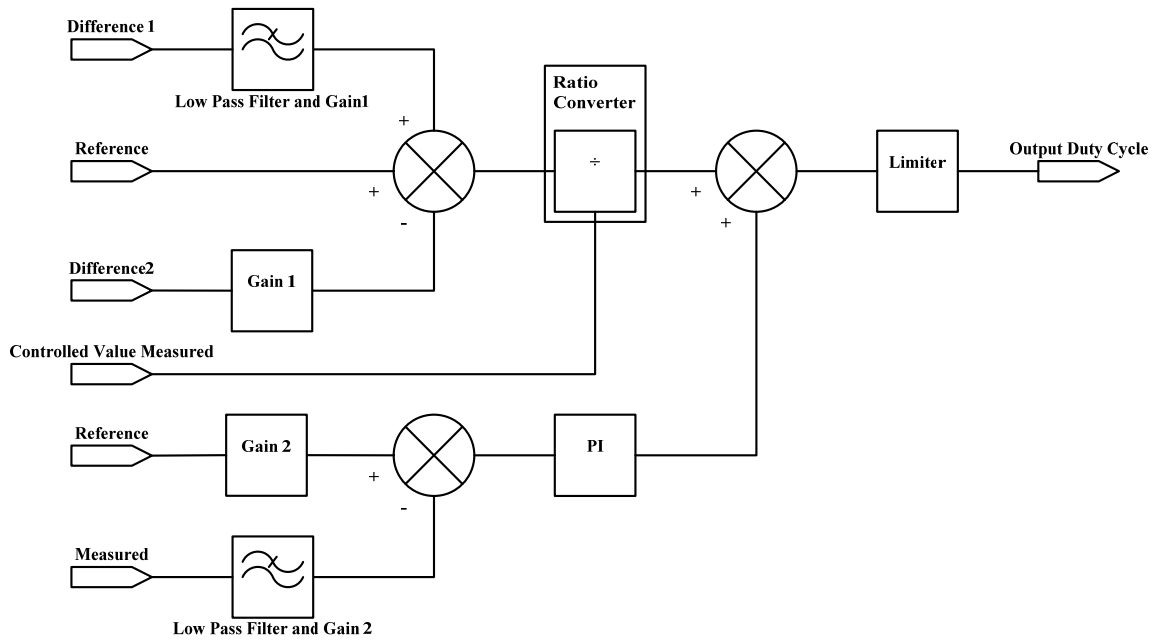 Difference 1
Low Pass Filter and Gain1
+
Reference
+
-
Difference2
Gain 1
Ratio
Converter
÷
+
+
Limiter
Output Duty Cycle
Controlled Value Measured
Reference
Gain 2
+
-
PI
Measured
Low Pass Filter and Gain 2